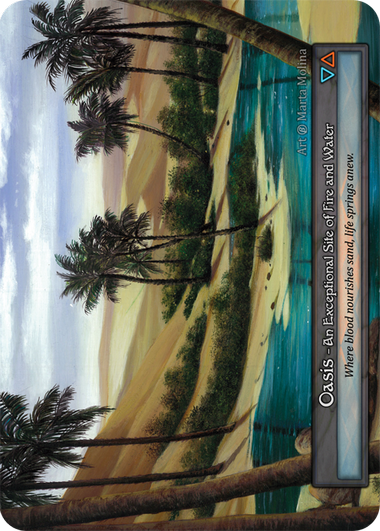 Oasis – An Exceptional Site of Fire and Water
Where blood nourishes sand, life springs anew.
Art @ Marta Molina